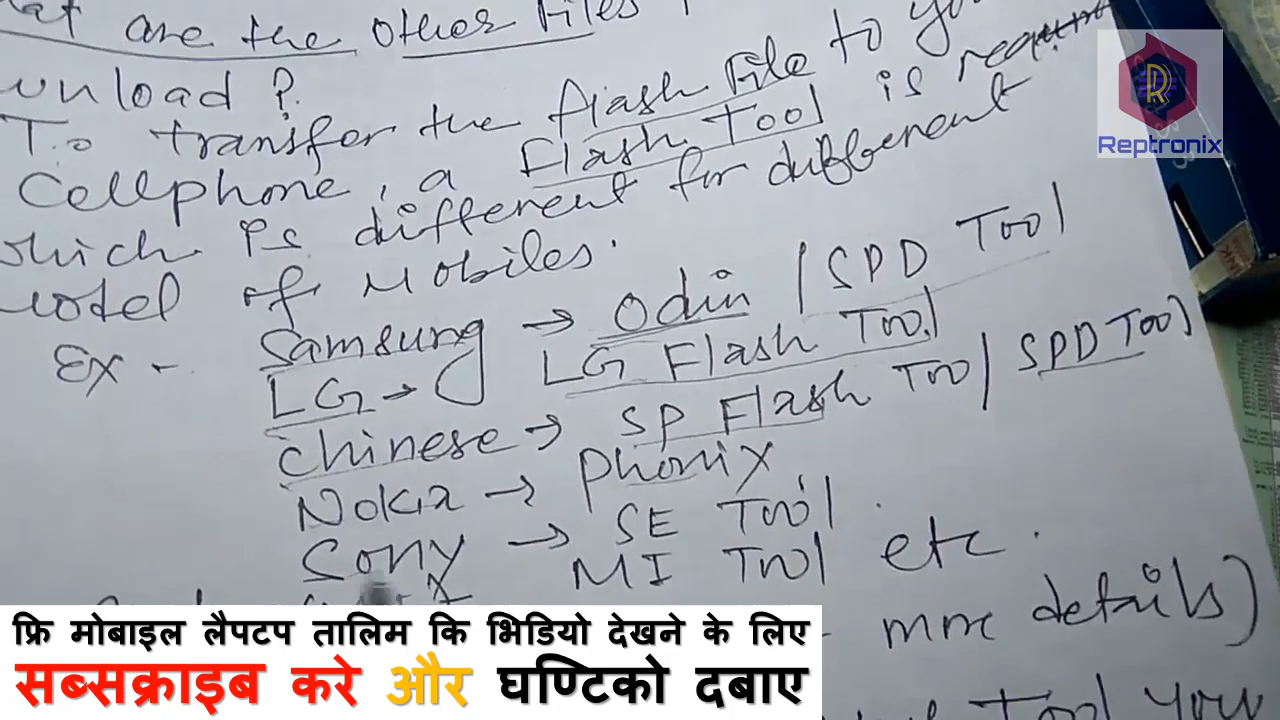 are the Other Files
unload ?
To transfer the flash File to
Cellphone, a Flash Tool is
which is different for different
model of Mobiles.
Ex - Samsung → Odin / SPD Tool
LG → LG Flash Tool
Chinese → SP Flash Tool / SPD Tool
Nokia → Phonix
Sony → SE Tool
MI Tool etc.
more details)
Tool you
Reptronix
फ्रि मोबाइल लैपटप तालिम कि भिडियो देखने के लिए
सब्सक्राइब करे और घण्टिको दबाए